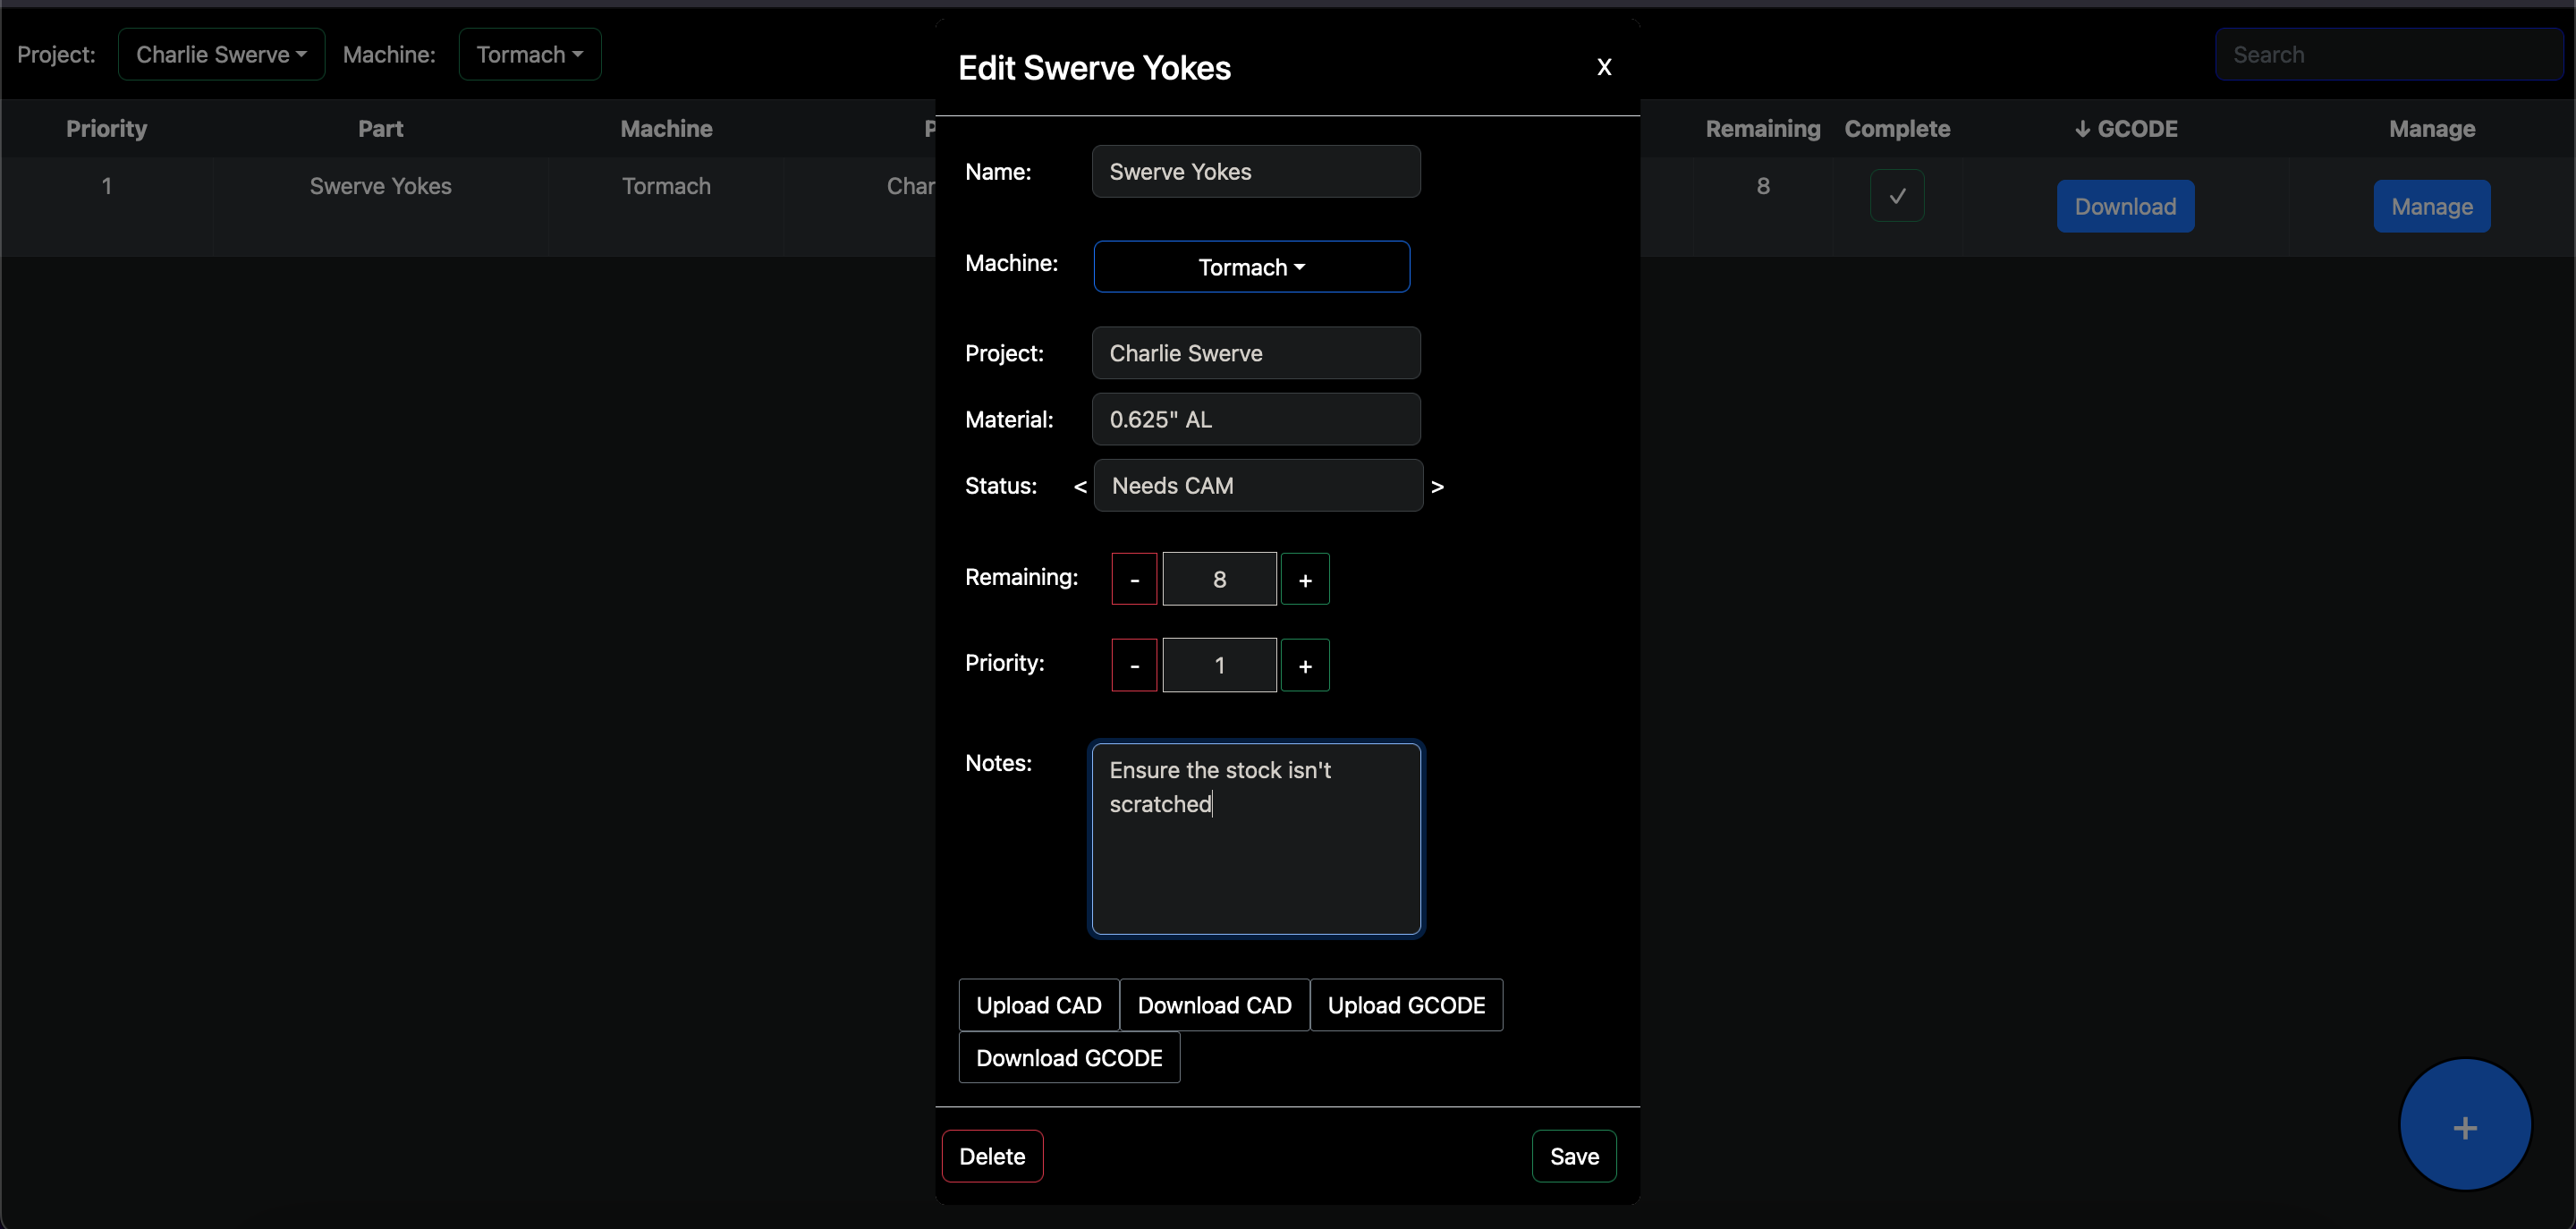 Project: Charlie Swerve Machine: Tormach Search
Edit Swerve Yokes X
Priority Part Machine P Remaining Complete ↓ GCODE Manage
1 Swerve Yokes Tormach Char 8 ✓ Download Manage
Name: Swerve Yokes
Machine: Tormach
Project: Charlie Swerve
Material: 0.625" AL
Status: < Needs CAM >
Remaining: - 8 +
Priority: - 1 +
Notes: Ensure the stock isn't
scratched
Upload CAD Download CAD Upload GCODE
Download GCODE
+
Delete Save